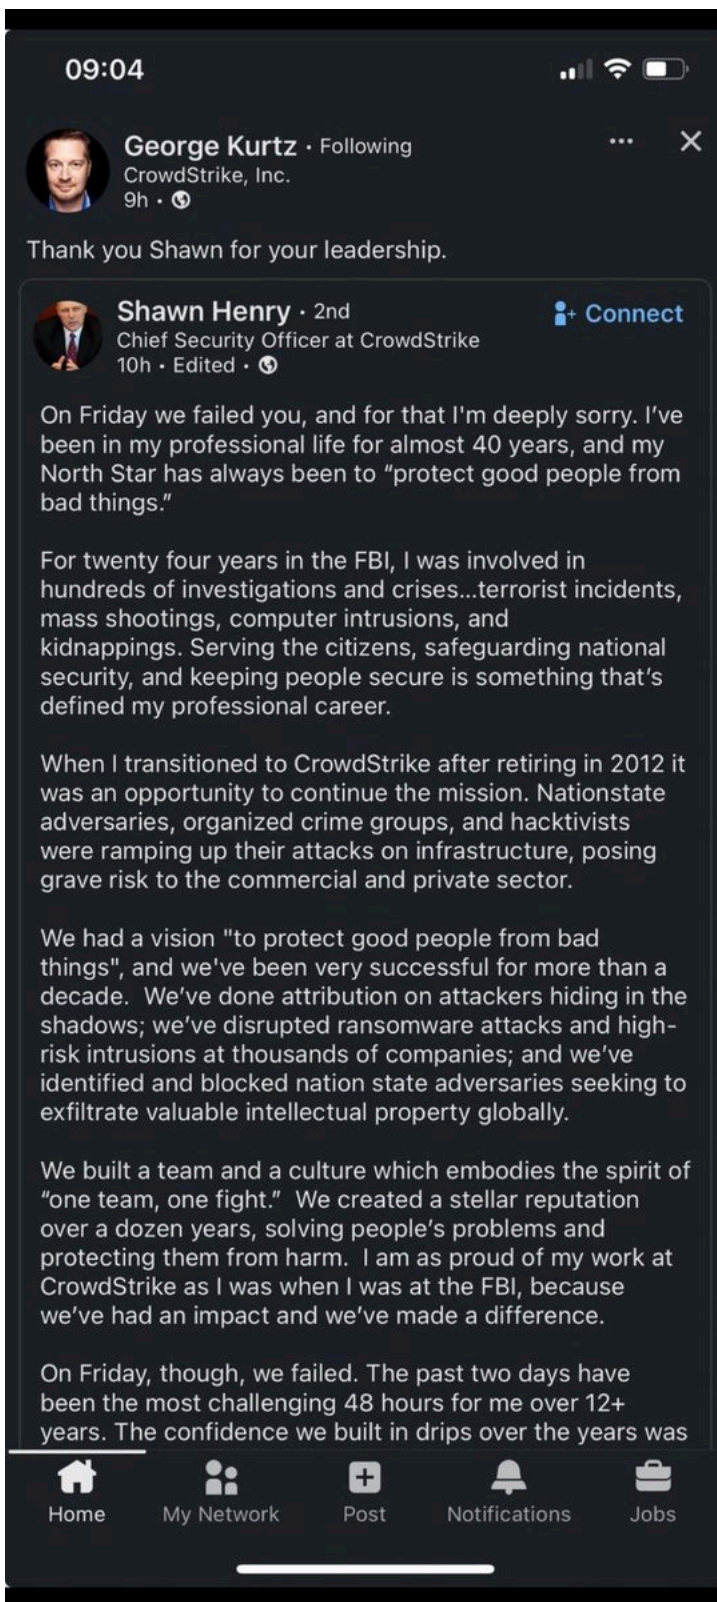 09:04
George Kurtz · Following
CrowdStrike, Inc.
9h ·
Thank you Shawn for your leadership.
Shawn Henry · 2nd
Connect
Chief Security Officer at CrowdStrike
10h · Edited ·
On Friday we failed you, and for that I'm deeply sorry. I’ve
been in my professional life for almost 40 years, and my
North Star has always been to “protect good people from
bad things.”
For twenty four years in the FBI, I was involved in
hundreds of investigations and crises...terrorist incidents,
mass shootings, computer intrusions, and
kidnappings. Serving the citizens, safeguarding national
security, and keeping people secure is something that’s
defined my professional career.
When I transitioned to CrowdStrike after retiring in 2012 it
was an opportunity to continue the mission. Nationstate
adversaries, organized crime groups, and hacktivists
were ramping up their attacks on infrastructure, posing
grave risk to the commercial and private sector.
We had a vision "to protect good people from bad
things", and we've been very successful for more than a
decade.  We’ve done attribution on attackers hiding in the
shadows; we’ve disrupted ransomware attacks and high-
risk intrusions at thousands of companies; and we’ve
identified and blocked nation state adversaries seeking to
exfiltrate valuable intellectual property globally.
We built a team and a culture which embodies the spirit of
“one team, one fight.”  We created a stellar reputation
over a dozen years, solving people’s problems and
protecting them from harm.  I am as proud of my work at
CrowdStrike as I was when I was at the FBI, because
we’ve had an impact and we’ve made a difference.
On Friday, though, we failed. The past two days have
been the most challenging 48 hours for me over 12+
years. The confidence we built in drips over the years was
Home
My Network
Post
Notifications
Jobs